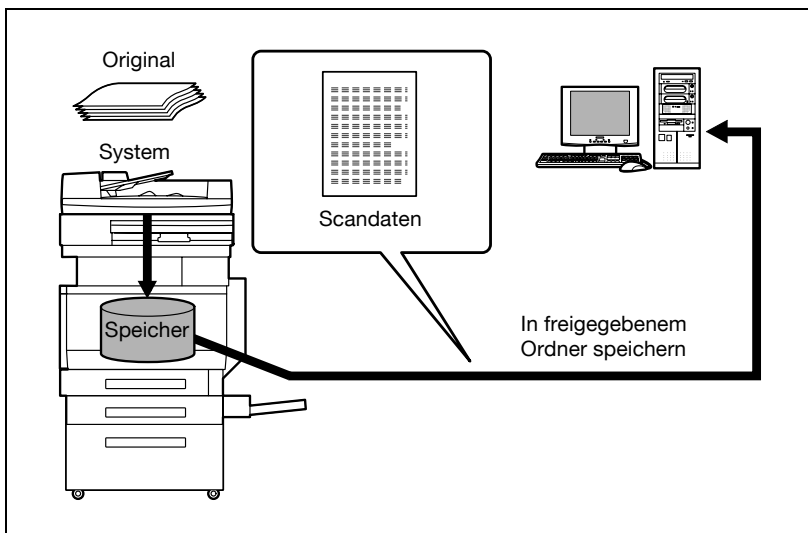 Original
System
Scandaten
Speicher
In freigegebenem
Ordner speichern